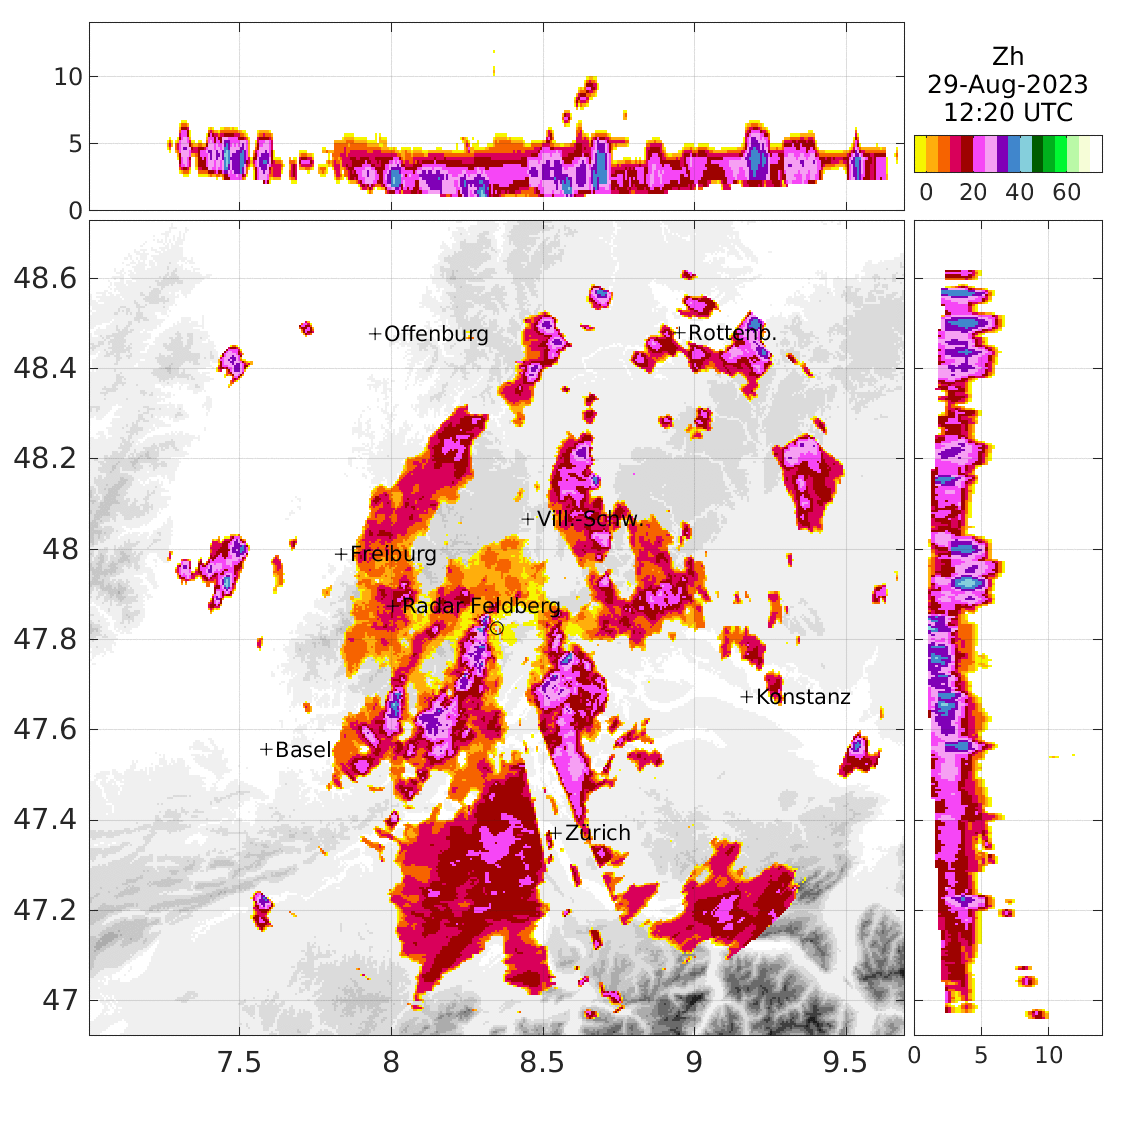 10
5
0
Zh
29-Aug-2023
12:20 UTC
0 20 40 60
48.6
48.4
48.2
48
47.8
47.6
47.4
47.2
47
+Offenburg
+Rottenb.
+Vill.-Schw.
+Freiburg
+Radar Feldberg
+Konstanz
+Basel
+Zürich
7.5 8 8.5 9 9.5
0 5 10